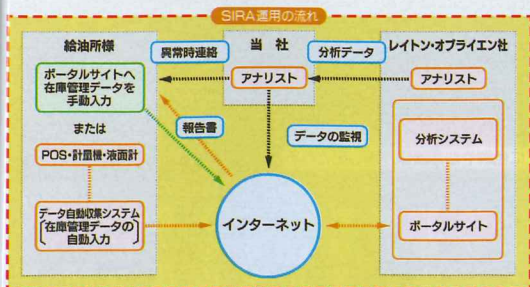 SIRA運用の流れ
給油所様
異常時連絡
当社
分析データ
レイトン・オブライエン社
ポータルサイトへ
在庫管理データを
手動入力
アナリスト
アナリスト
または
報告書
データの監視
分析システム
POS・計量機・液面計
データ自動収集システム
在庫管理データの
自動入力
インターネット
ポータルサイト